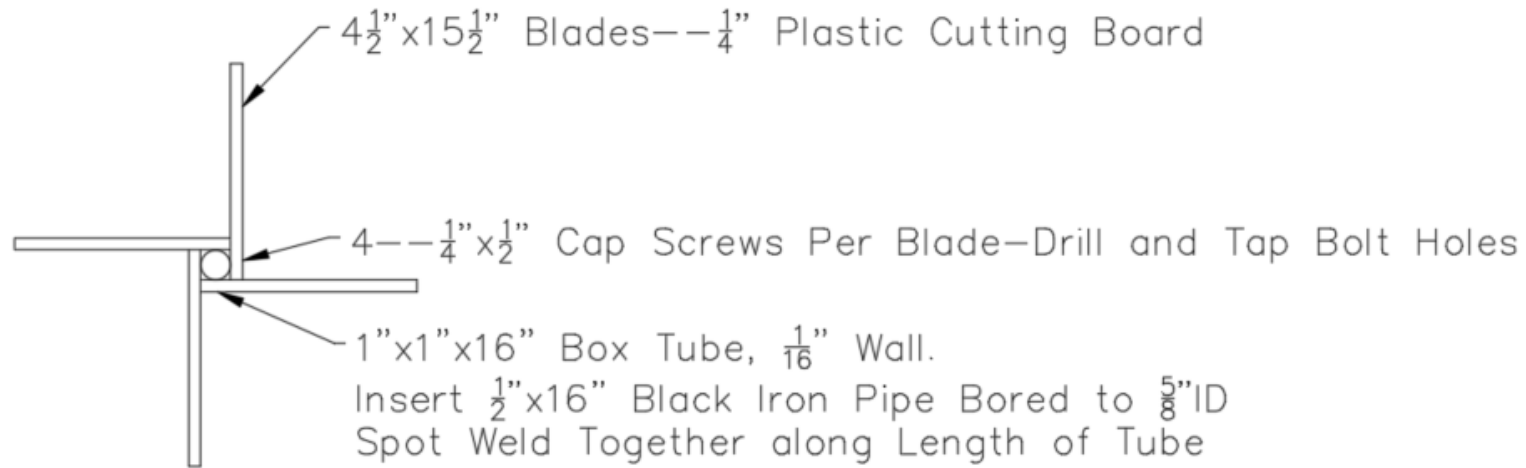 4½”x15½” Blades--¼” Plastic Cutting Board
4--¼”x½” Cap Screws Per Blade-Drill and Tap Bolt Holes
1”x1”x16” Box Tube, 1/16” Wall.
Insert ½”x16” Black Iron Pipe Bored to ⅝”ID
Spot Weld Together along Length of Tube